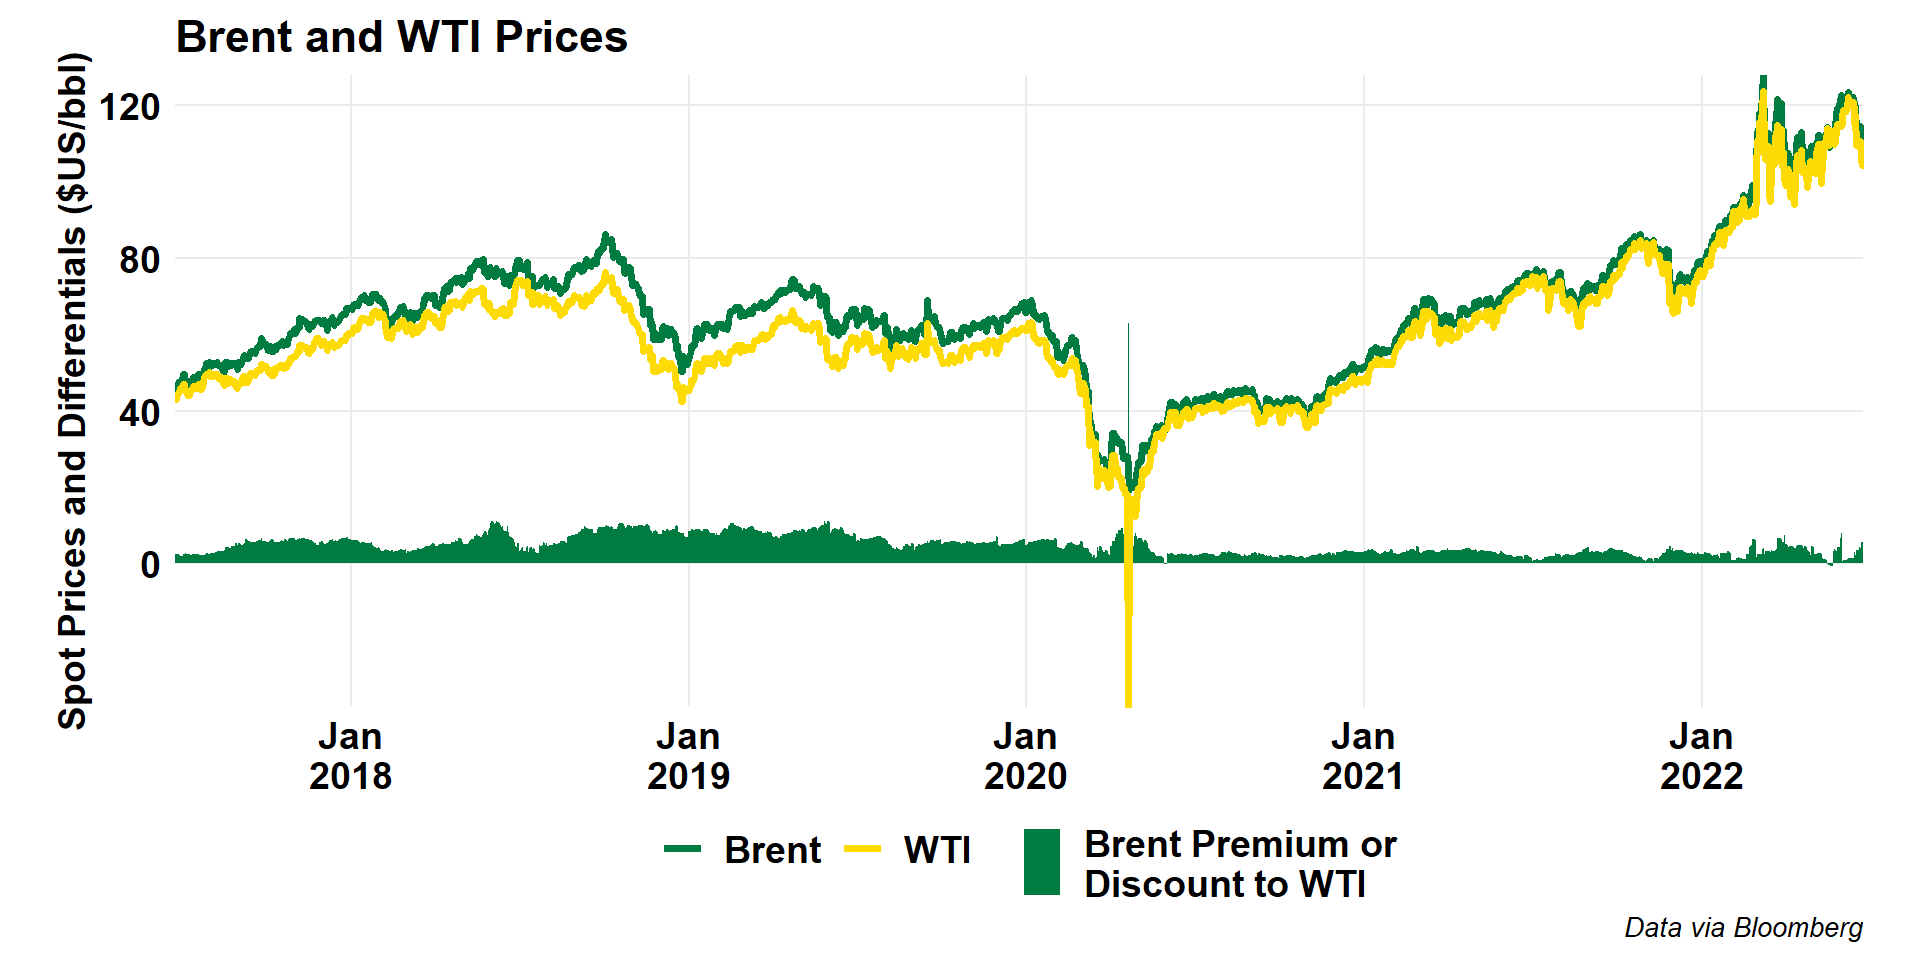 Brent and WTI Prices
Spot Prices and Differentials ($US/bbl)
120
80
40
0
Jan
2018
Jan
2019
Jan
2020
Jan
2021
Jan
2022
Brent
WTI
Brent Premium or
Discount to WTI
Data via Bloomberg